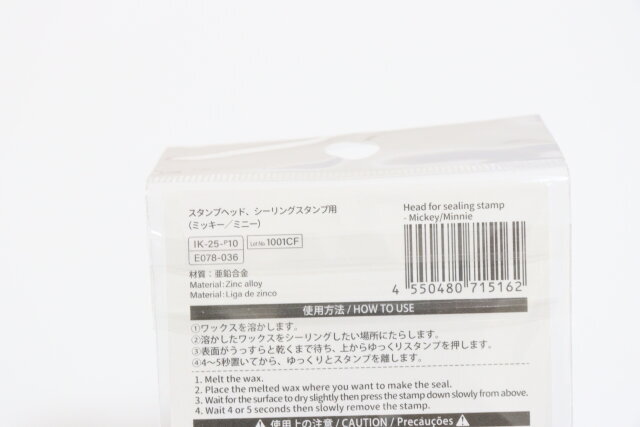 スタンプヘッド、シーリングスタンプ用
(ミッキー／ミニー)
Head for sealing stamp
- Mickey/Minnie
IK-25-P10
Lot No. 1001CF
E078-036
4 550480 715162
材質：亜鉛合金
Material:Zinc alloy
Material:Liga de zinco
使用方法 / HOW TO USE
①ワックスを溶かします。
②溶かしたワックスをシーリングしたい場所にたらします。
③表面がうっすらと乾くまで待ち、上からゆっくりスタンプを押します。
④4～5秒置いてから、ゆっくりとスタンプを離します。
1. Melt the wax.
2. Place the melted wax where you want to make the seal.
3. Wait for the surface to dry slightly then press the stamp down slowly from above.
4. Wait 4 or 5 seconds then slowly remove the stamp.
使用上の注意 / CAUTION / Precauções